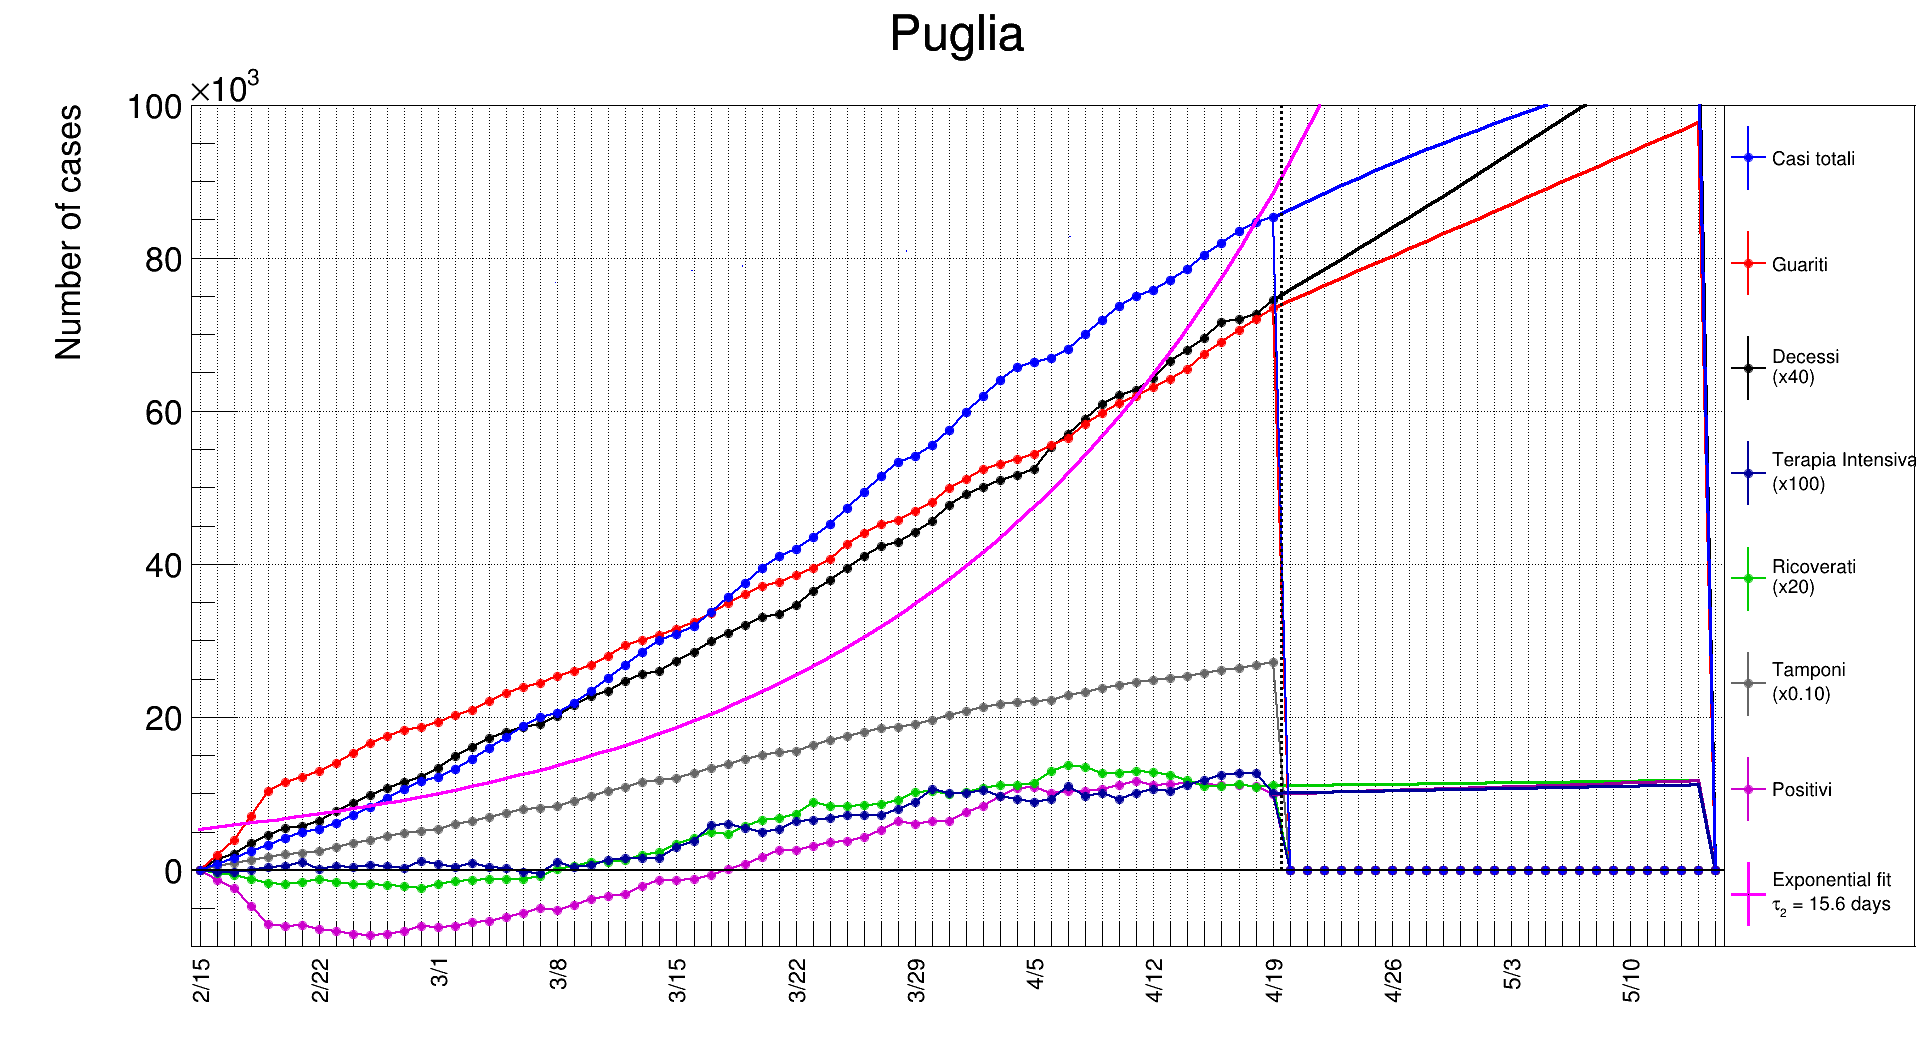 Puglia
×10³
Number of cases
100
80
60
40
20
0
2/15
2/22
3/1
3/8
3/15
3/22
3/29
4/5
4/12
4/19
4/26
5/3
5/10
Casi totali
Guariti
Decessi
(x40)
Terapia Intensiva
(x100)
Ricoverati
(x20)
Tamponi
(x0.10)
Positivi
Exponential fit
τ₂ = 15.6 days